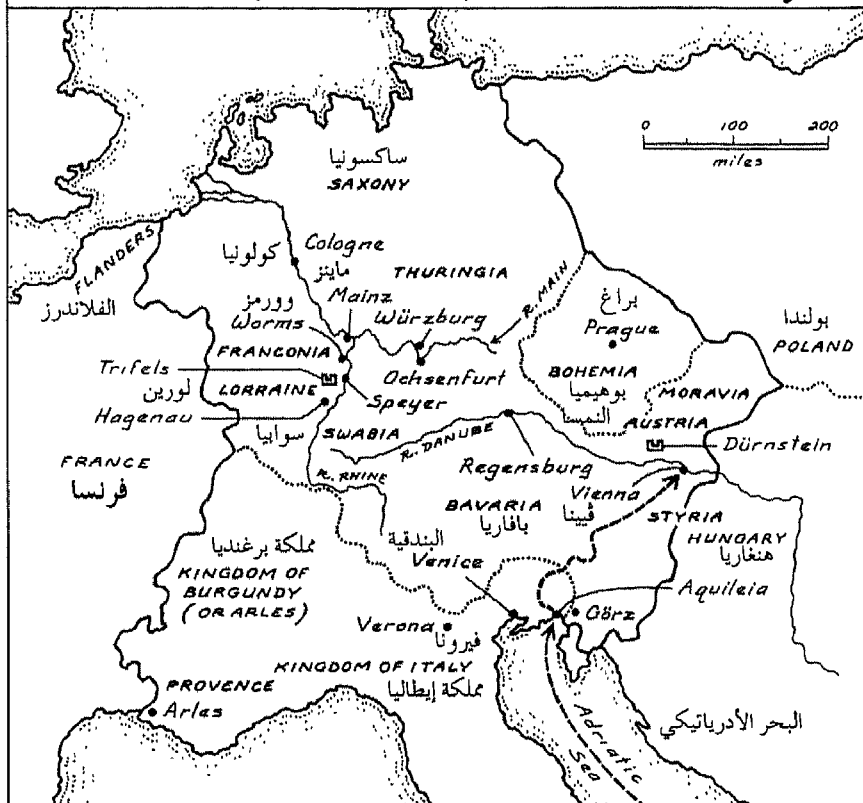 0 100 200
miles
ساكسونيا
SAXONY
FLANDERS
الفلاندرز
كولونيا
Cologne
ماينز
Mainz
THURINGIA
R. MAIN
وورمز
Worms
Würzburg
براغ
Prague
بولندا
POLAND
Trifels
FRANCONIA
Ochsenfurt
BOHEMIA
بوهيميا
MORAVIA
لورين
LORRAINE
Speyer
النمسا
AUSTRIA
Hagenau
سوابيا
SWABIA
R. DANUBE
Regensburg
Dürnstein
FRANCE
فرنسا
R. RHINE
BAVARIA
بافاريا
Vienna
فيينا
STYRIA
HUNGARY
هنغاريا
مملكة برغنديا
KINGDOM OF
BURGUNDY
(OR ARLES)
البندقية
Venice
Aquileia
Görz
Verona
فيرونا
KINGDOM OF ITALY
مملكة إيطاليا
PROVENCE
Arles
Adriatic
Sea
البحر الأدرياتيكي